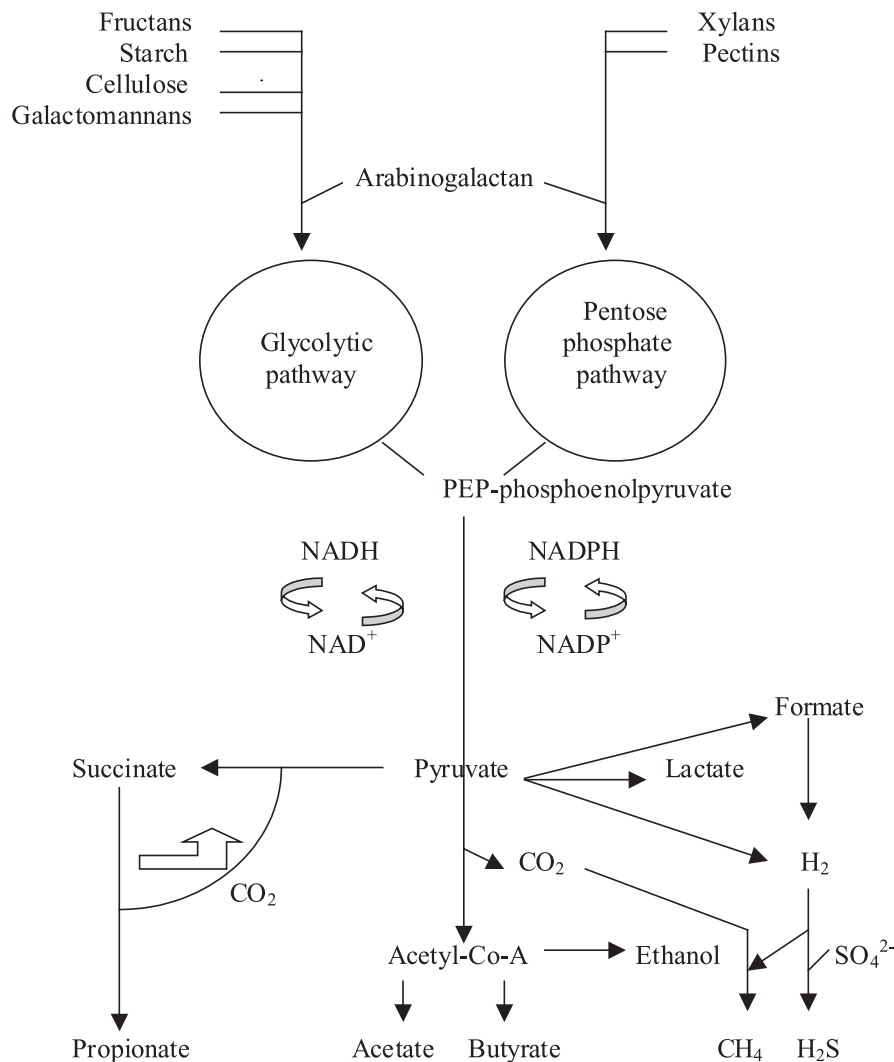 Fructans
Starch
Cellulose
Galactomannans
Xylans
Pectins
Arabinogalactan
Glycolytic
pathway
Pentose
phosphate
pathway
PEP-phosphoenolpyruvate
NADH
NADPH
NAD⁺
NADP⁺
Formate
Succinate
Pyruvate
Lactate
CO₂
H₂
CO₂
Acetyl-Co-A
Ethanol
SO₄²⁻
Propionate
Acetate
Butyrate
CH₄
H₂S